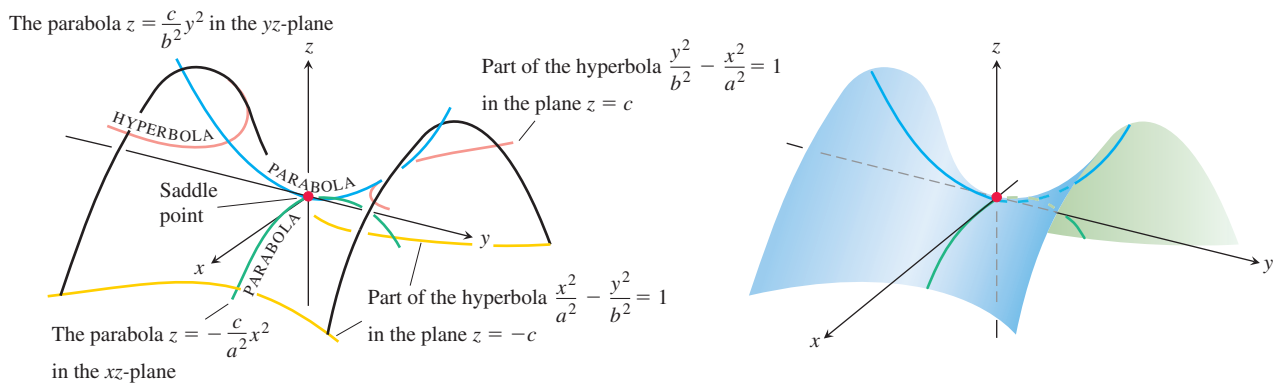 The parabola z = c/b² y² in the yz-plane
z
Part of the hyperbola y²/b² − x²/a² = 1
in the plane z = c
HYPERBOLA
PARABOLA
Saddle
point
y
x
PARABOLA
Part of the hyperbola x²/a² − y²/b² = 1
in the plane z = −c
The parabola z = − c/a² x²
in the xz-plane
z
y
x